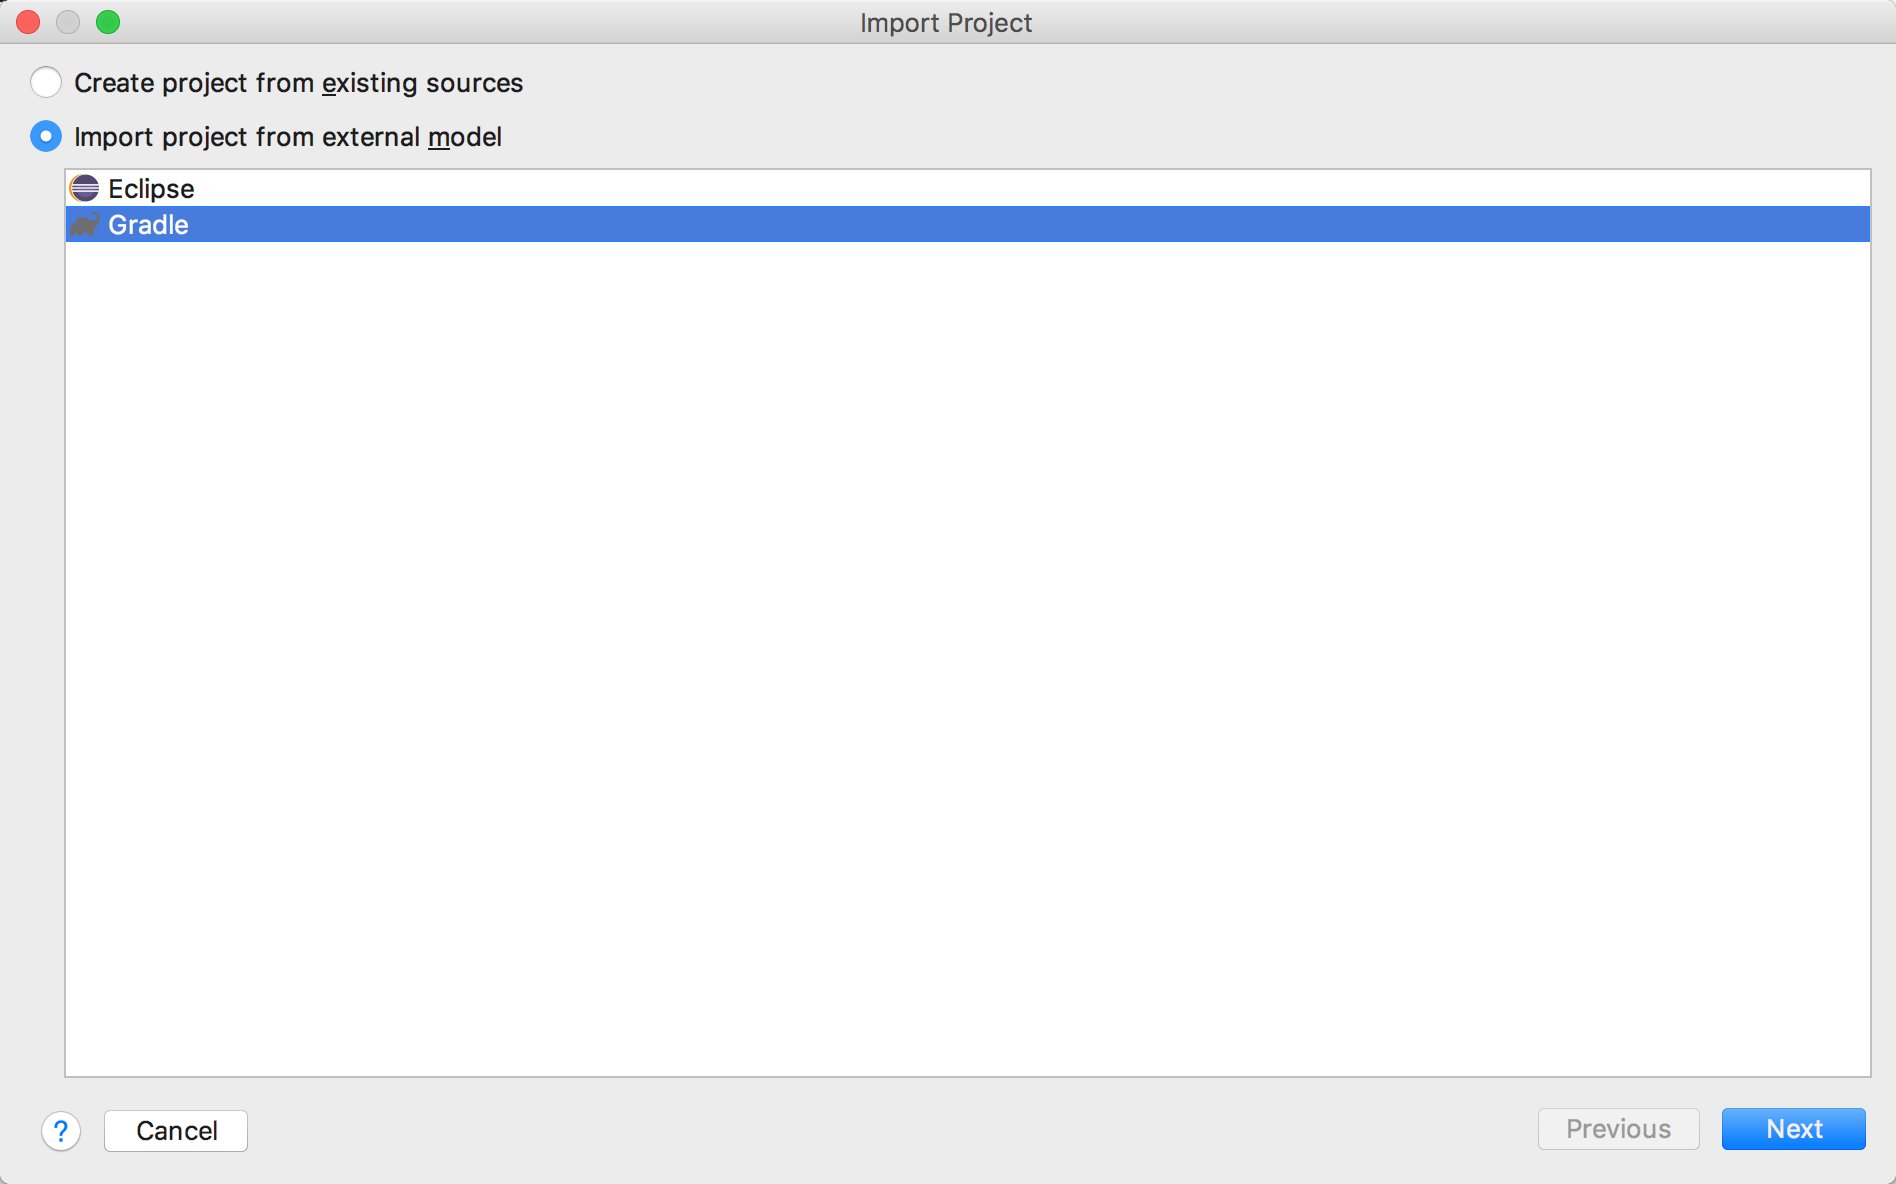 Import Project
Create project from existing sources
Import project from external model
Eclipse
Gradle
? Cancel Previous Next